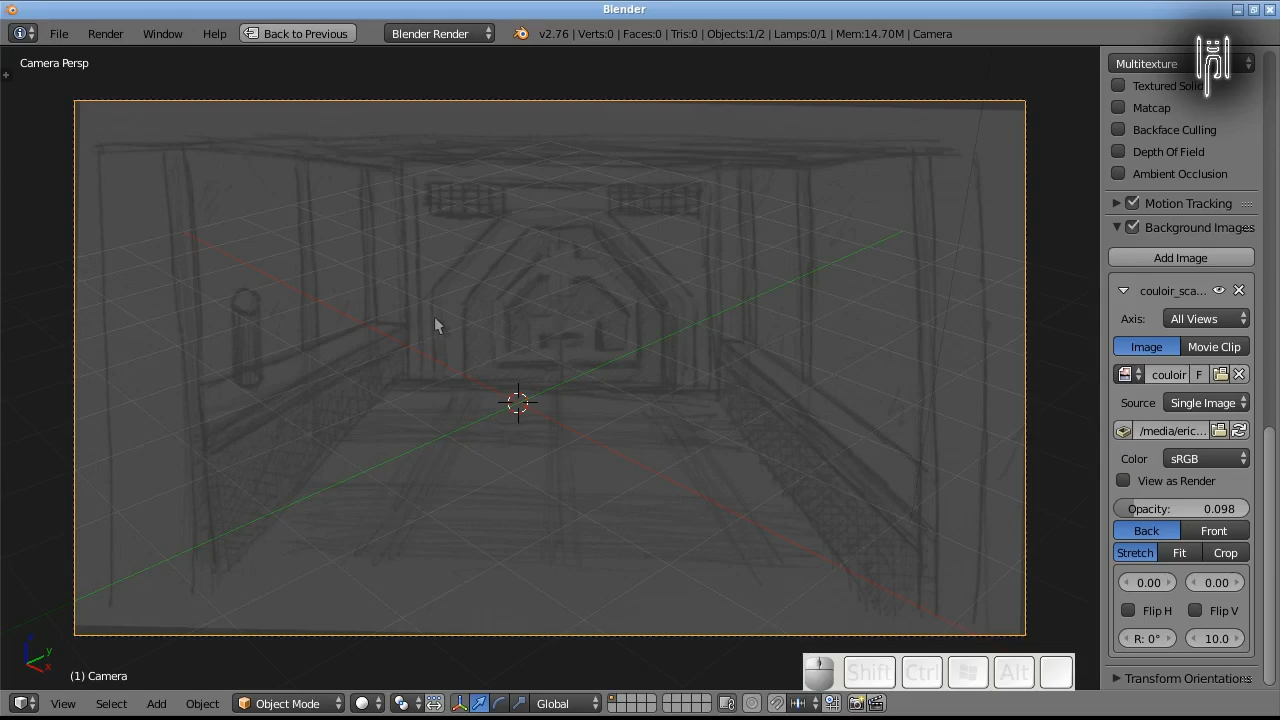 Blender
File Render Window Help Back to Previous Blender Render v2.76 | Verts:0 | Faces:0 | Tris:0 | Objects:1/2 | Lamps:0/1 | Mem:14.70M | Camera
Camera Persp
Multitexture
Textured Solid
Matcap
Backface Culling
Depth Of Field
Ambient Occlusion
Motion Tracking
Background Images
Add Image
couloir_sca...
Axis: All Views
Image Movie Clip
couloir F
Source: Single Image
/media/eric...
Color sRGB
View as Render
Opacity: 0.098
Back Front
Stretch Fit Crop
0.00 0.00
Flip H Flip V
R: 0° 10.0
Transform Orientations
y
x
(1) Camera
Shift Ctrl Alt
View Select Add Object Object Mode Global